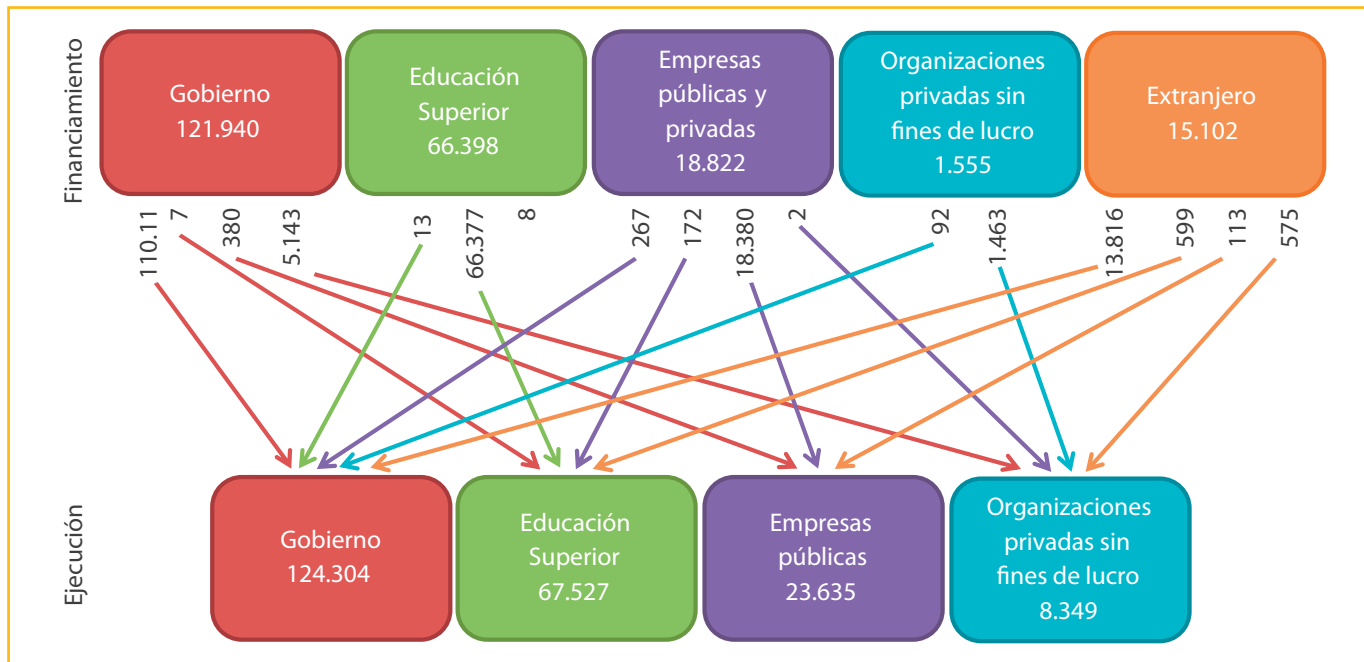 Financiamiento
Gobierno
121.940
Educación
Superior
66.398
Empresas
públicas y
privadas
18.822
Organizaciones
privadas sin
fines de lucro
1.555
Extranjero
15.102
110.11
7
380
5.143
13
66.377
8
267
172
18.380
2
92
1.463
13.816
599
113
575
Ejecución
Gobierno
124.304
Educación
Superior
67.527
Empresas
públicas
23.635
Organizaciones
privadas sin
fines de lucro
8.349